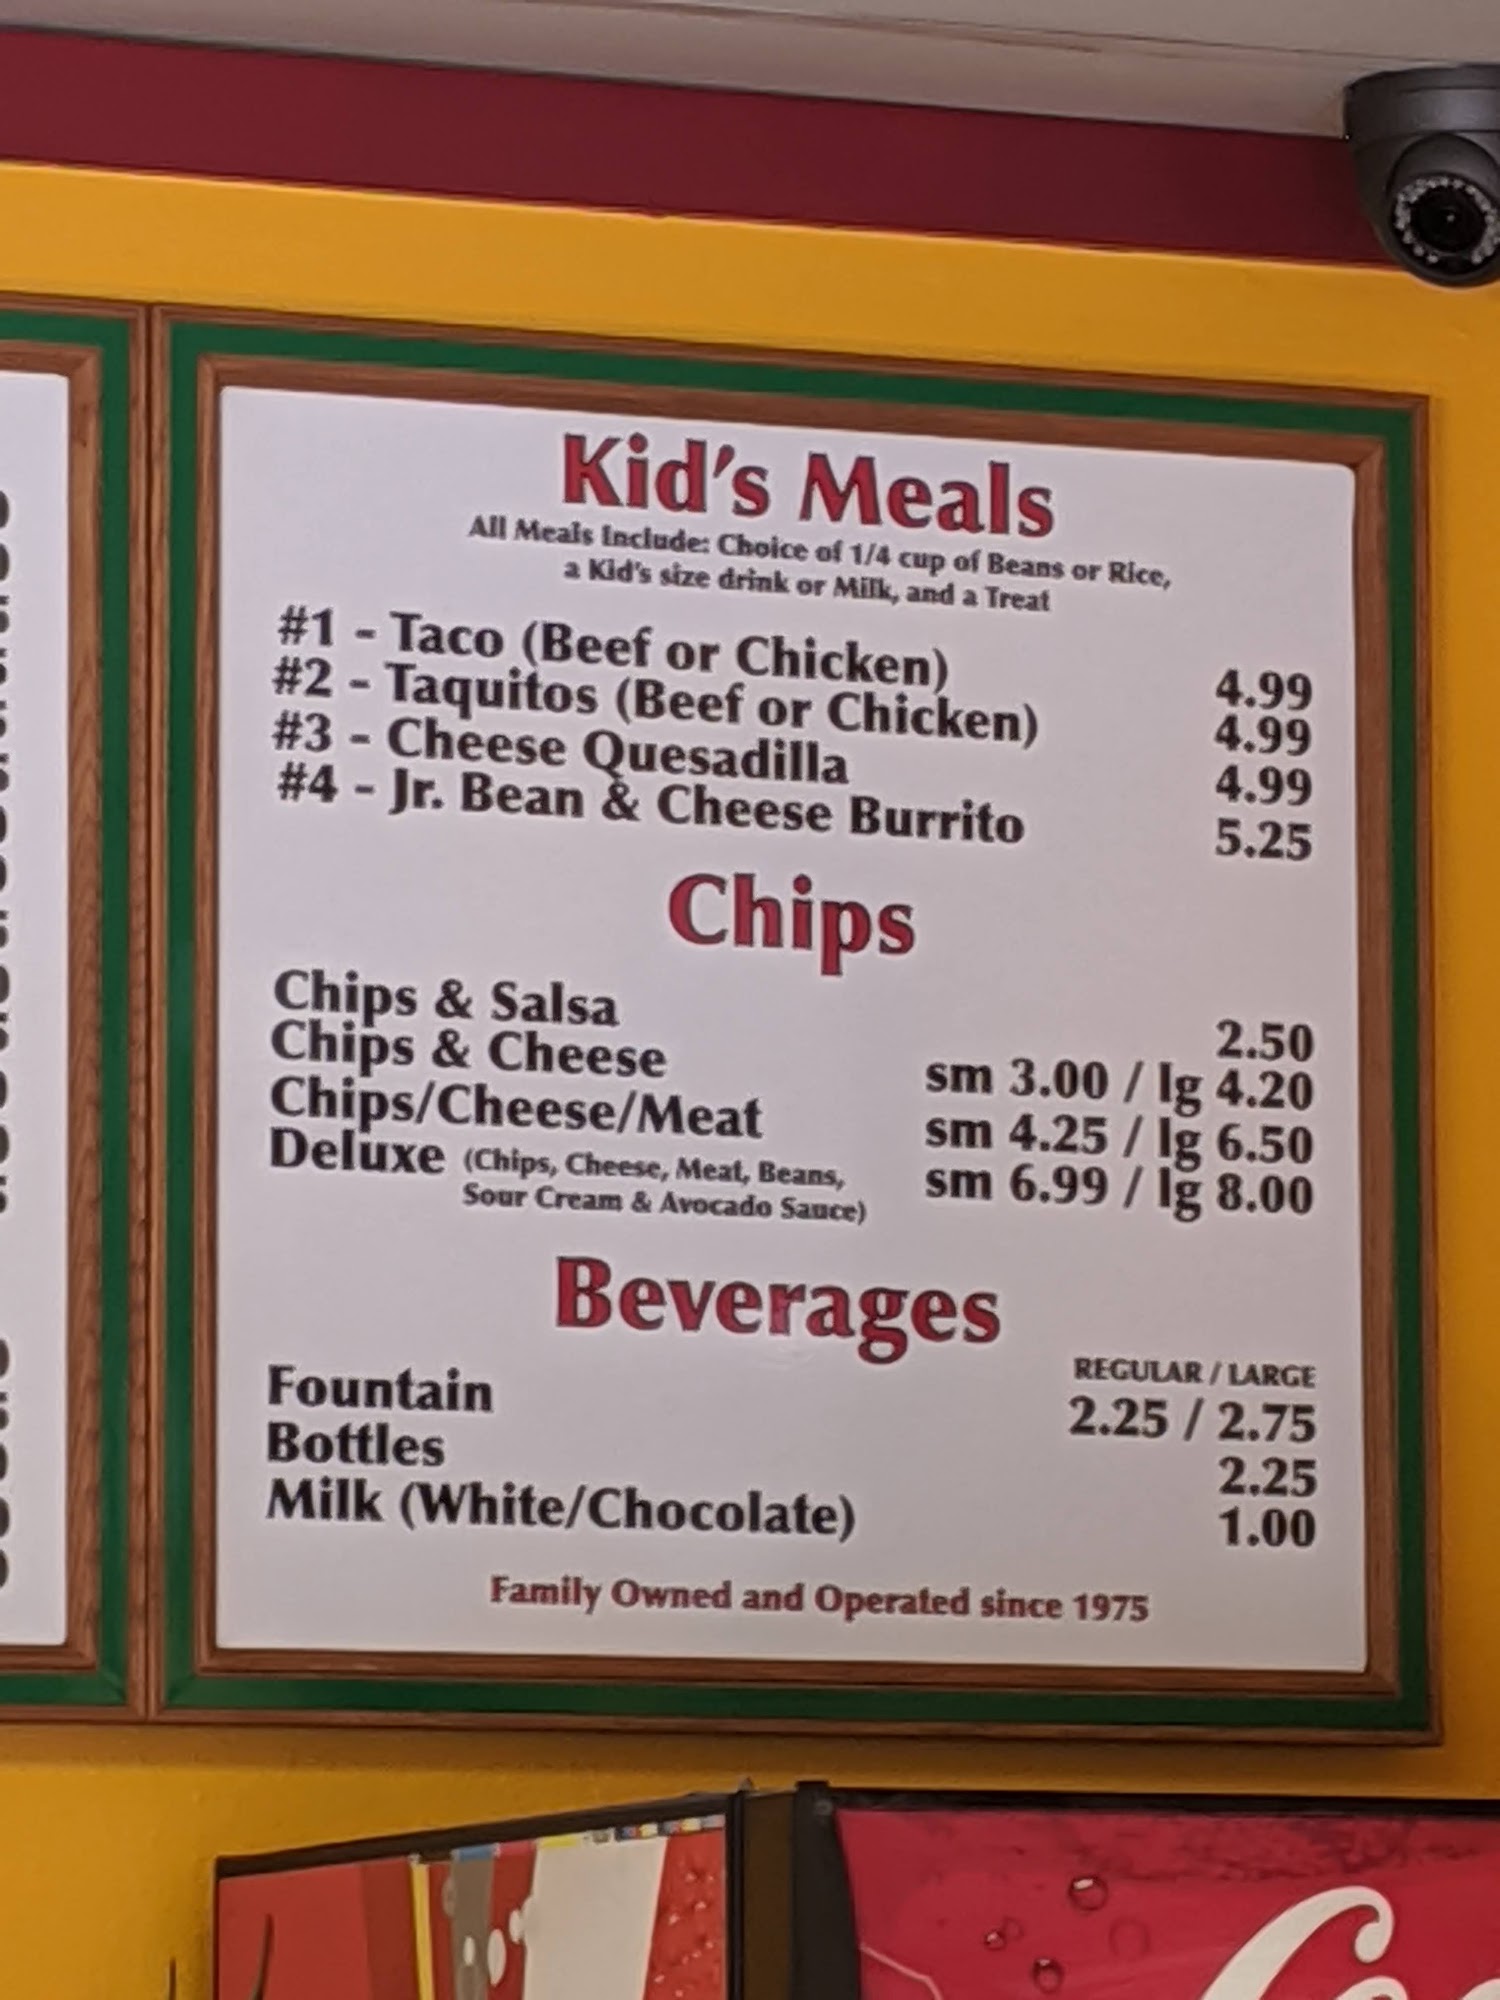 Kid's Meals
All Meals Include: Choice of 1/4 cup of Beans or Rice,
a Kid's size drink or Milk, and a Treat
#1 - Taco (Beef or Chicken) 4.99
#2 - Taquitos (Beef or Chicken) 4.99
#3 - Cheese Quesadilla 4.99
#4 - Jr. Bean & Cheese Burrito 5.25
Chips
Chips & Salsa 2.50
Chips & Cheese sm 3.00 / lg 4.20
Chips/Cheese/Meat sm 4.25 / lg 6.50
Deluxe (Chips, Cheese, Meat, Beans, sm 6.99 / lg 8.00
Sour Cream & Avocado Sauce)
Beverages
REGULAR / LARGE
Fountain 2.25 / 2.75
Bottles 2.25
Milk (White/Chocolate) 1.00
Family Owned and Operated since 1975